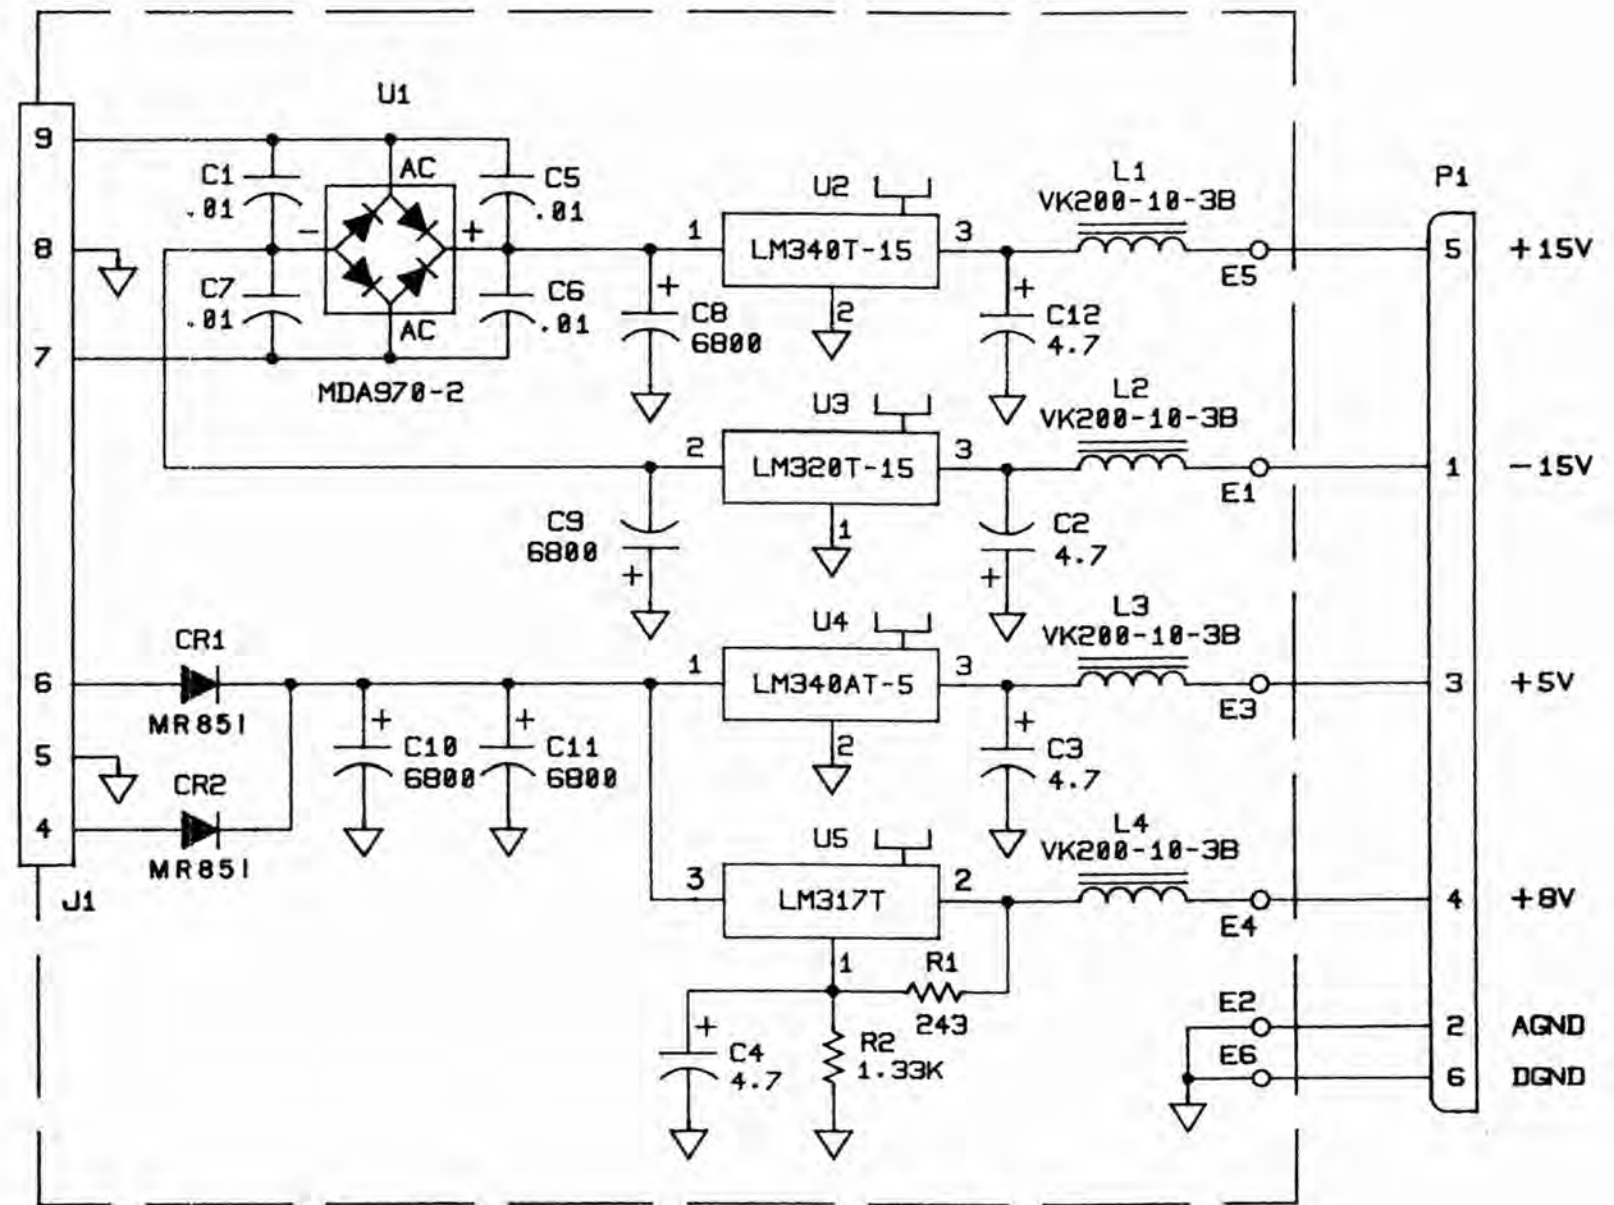 U1
9
AC
C1
.01
C5
.01
-
+
8
C7
.01
C6
.01
AC
7
MDA970-2
U2
1
LM340T-15
3
2
+
C8
6800
L1
VK200-10-3B
+
C12
4.7
E5
P1
5
+15V
U3
2
LM320T-15
3
1
C9
6800
+
L2
VK200-10-3B
C2
4.7
+
E1
1
-15V
CR1
6
MR851
5
CR2
4
MR851
J1
+
C10
6800
+
C11
6800
U4
1
LM340AT-5
3
2
L3
VK200-10-3B
+
C3
4.7
E3
3
+5V
U5
3
LM317T
2
1
L4
VK200-10-3B
E4
4
+8V
R1
243
+
C4
4.7
R2
1.33K
E2
2
AGND
E6
6
DGND